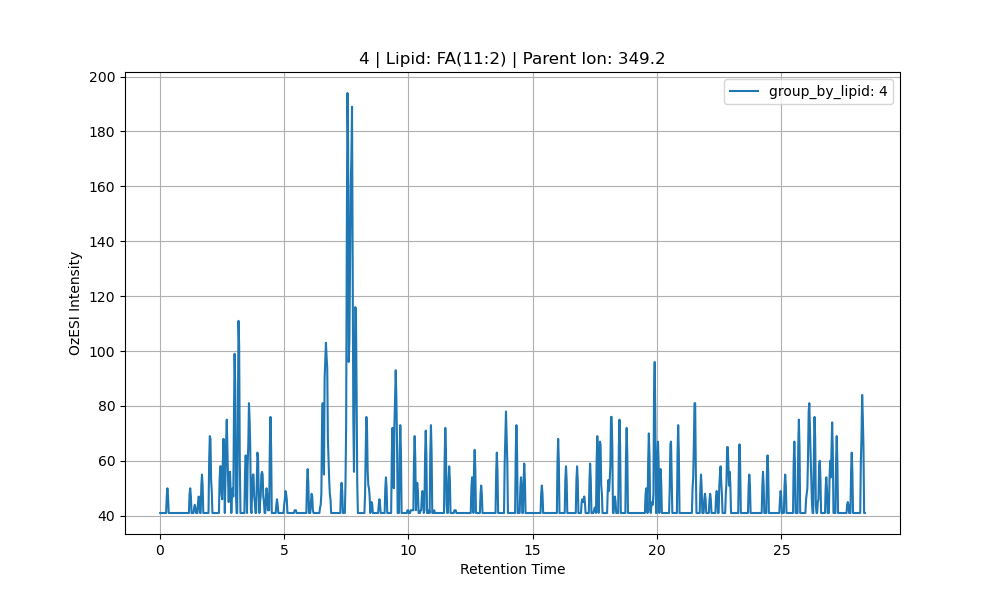 4 | Lipid: FA(11:2) | Parent Ion: 349.2
group_by_lipid: 4
OzESI Intensity
200
180
160
140
120
100
80
60
40
0 5 10 15 20 25
Retention Time